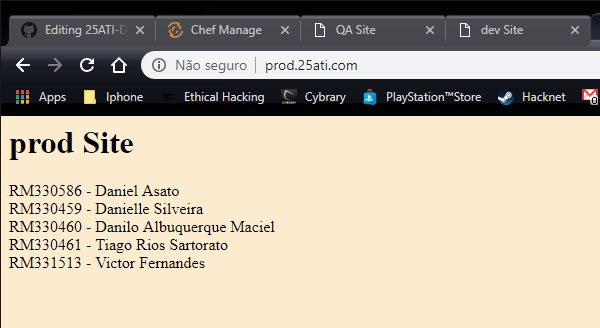 Editing 25ATI-D
Chef Manage
QA Site
dev Site
Não seguro
prod.25ati.com
Apps
Iphone
Ethical Hacking
Cybrary
PlayStation™Store
Hacknet
prod Site
RM330586 - Daniel Asato
RM330459 - Danielle Silveira
RM330460 - Danilo Albuquerque Maciel
RM330461 - Tiago Rios Sartorato
RM331513 - Victor Fernandes